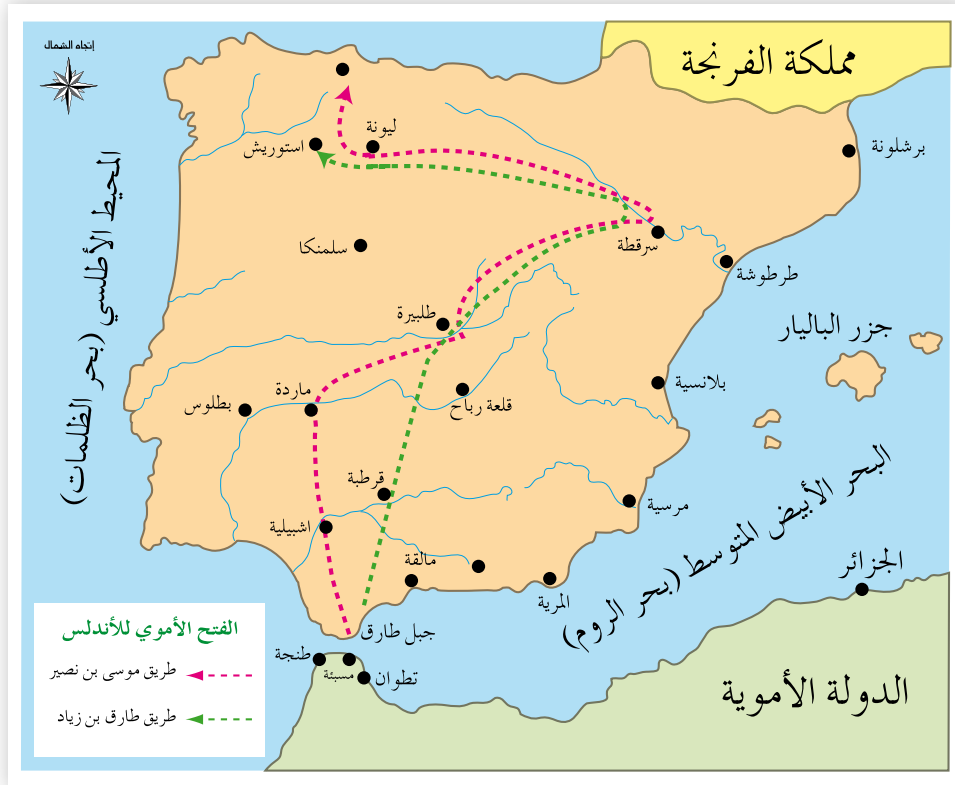 إتجاه الشمال
مملكة الفرنجة
برشلونة
ليونة
استوريش
سرقطة
طرطوشة
سلمنكا
طلبيرة
جزر الباليار
بلانسية
ماردة
بطلوس
قلعة رباح
قرطبة
مرسية
اشبيلية
مالقة
المرية
المحيط الأطلسي (بحر الظلمات)
البحر الأبيض المتوسط (بحر الروم)
الجزائر
جبل طارق
طنجة
مسبئة
تطوان
الدولة الأموية
الفتح الأموي للأندلس
طريق موسى بن نصير
طريق طارق بن زياد